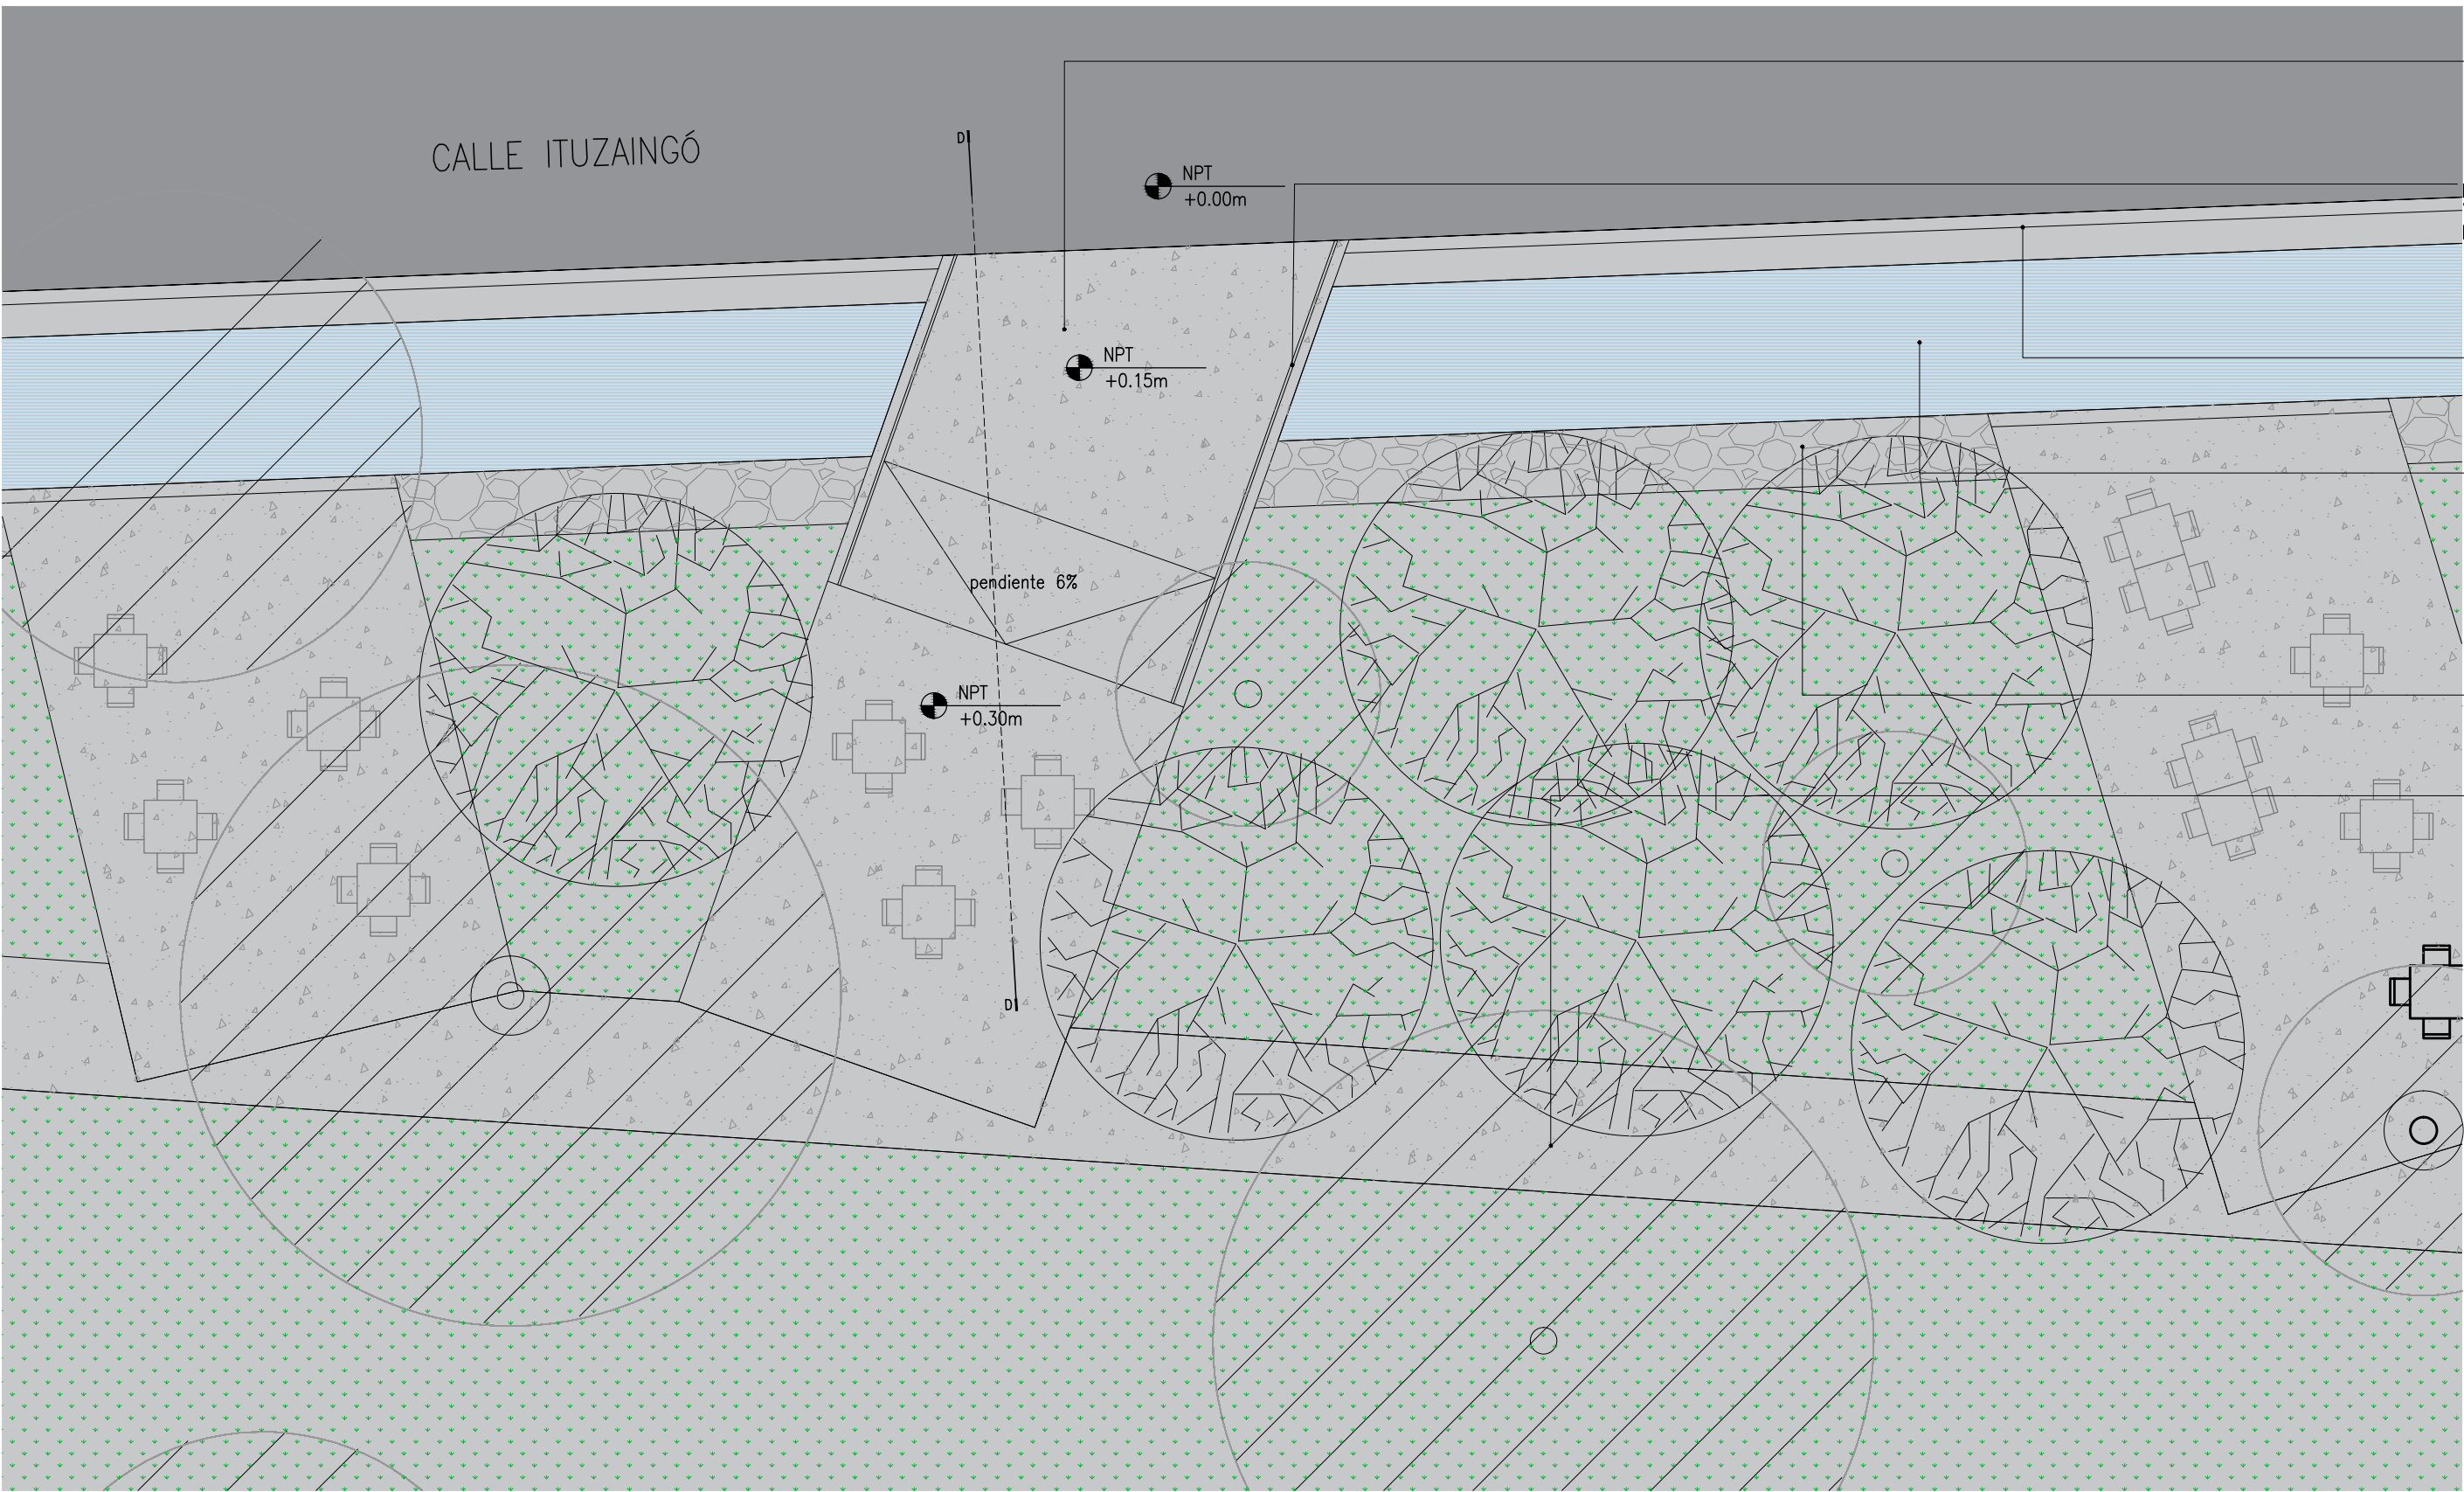 CALLE ITUZAINGÓ
D
NPT
+0.00m
NPT
+0.15m
pendiente 6%
NPT
+0.30m
D